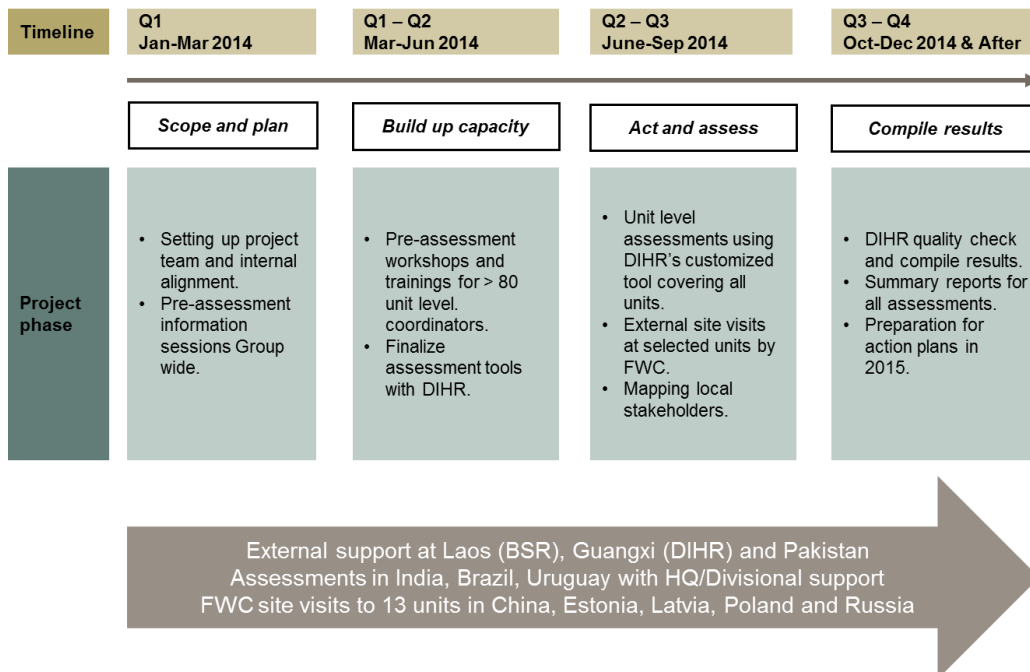 Timeline
Q1
Jan-Mar 2014
Q1 – Q2
Mar-Jun 2014
Q2 – Q3
June-Sep 2014
Q3 – Q4
Oct-Dec 2014 & After
Scope and plan
Build up capacity
Act and assess
Compile results
Project
phase
• Setting up project
team and internal
alignment.
• Pre-assessment
information
sessions Group
wide.
• Pre-assessment
workshops and
trainings for > 80
unit level.
coordinators.
• Finalize
assessment tools
with DIHR.
• Unit level
assessments using
DIHR’s customized
tool covering all
units.
• External site visits
at selected units by
FWC.
• Mapping local
stakeholders.
• DIHR quality check
and compile results.
• Summary reports for
all assessments.
• Preparation for
action plans in
2015.
External support at Laos (BSR), Guangxi (DIHR) and Pakistan
Assessments in India, Brazil, Uruguay with HQ/Divisional support
FWC site visits to 13 units in China, Estonia, Latvia, Poland and Russia